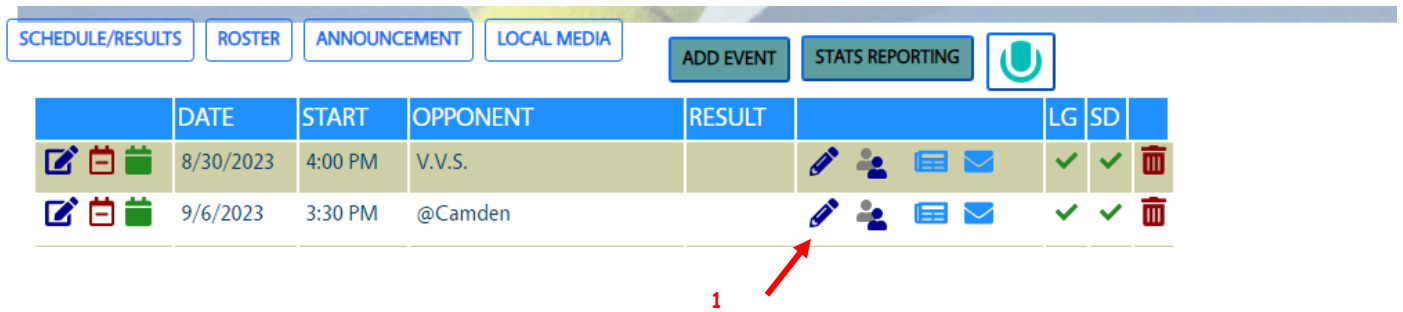 SCHEDULE/RESULTS ROSTER ANNOUNCEMENT LOCAL MEDIA
ADD EVENT STATS REPORTING
DATE START OPPONENT RESULT LG SD
8/30/2023 4:00 PM V.V.S.
9/6/2023 3:30 PM @Camden
1